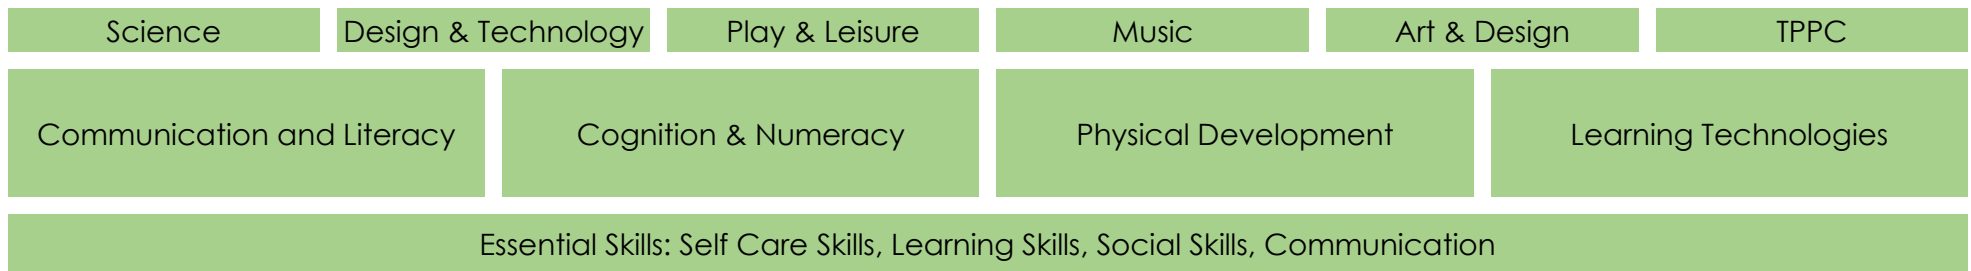 Science
Design & Technology
Play & Leisure
Music
Art & Design
TPPC
Communication and Literacy
Cognition & Numeracy
Physical Development
Learning Technologies
Essential Skills: Self Care Skills, Learning Skills, Social Skills, Communication